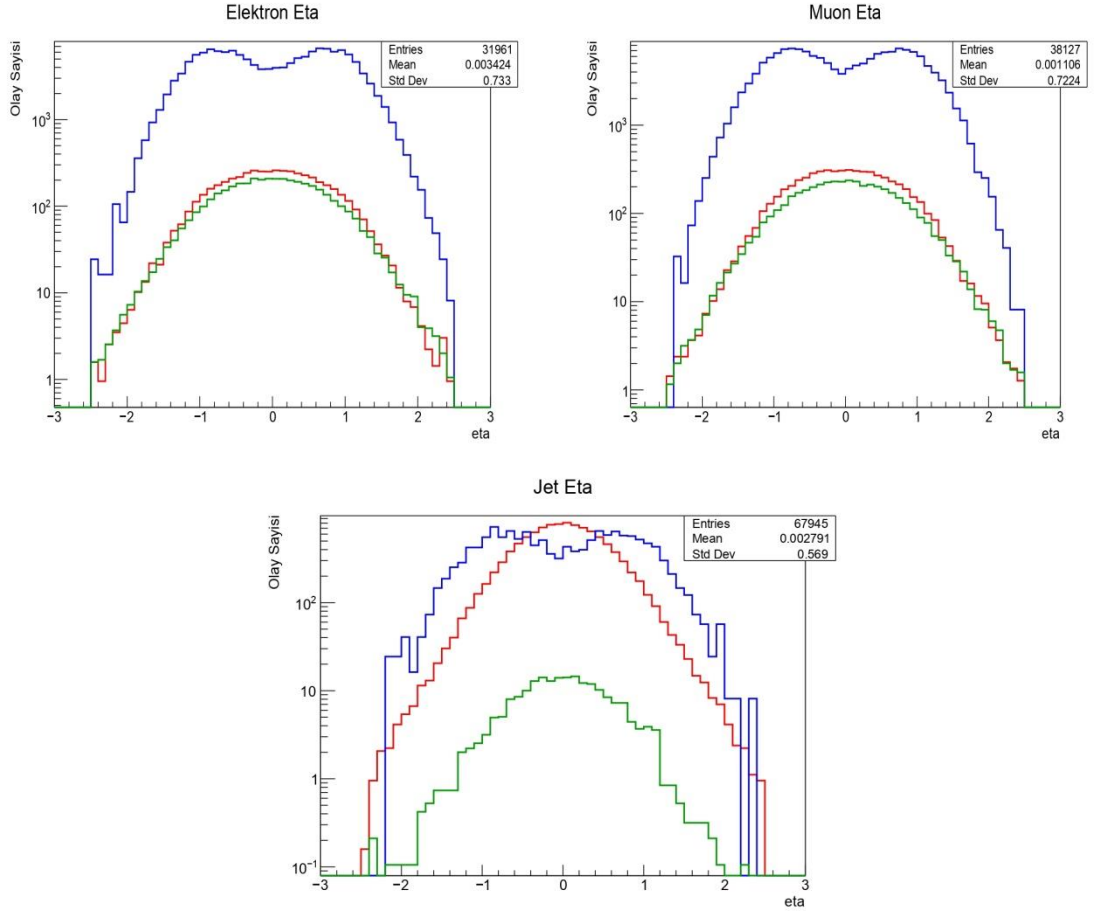 Elektron Eta
Olay Sayisi
Entries 31961
Mean 0.003424
Std Dev 0.733
10³
10²
10
1
−3 −2 −1 0 1 2 3
eta
Muon Eta
Olay Sayisi
Entries 38127
Mean 0.001106
Std Dev 0.7224
10³
10²
10
1
−3 −2 −1 0 1 2 3
eta
Jet Eta
Olay Sayisi
Entries 67945
Mean 0.002791
Std Dev 0.569
10²
10
1
10⁻¹
−3 −2 −1 0 1 2 3
eta